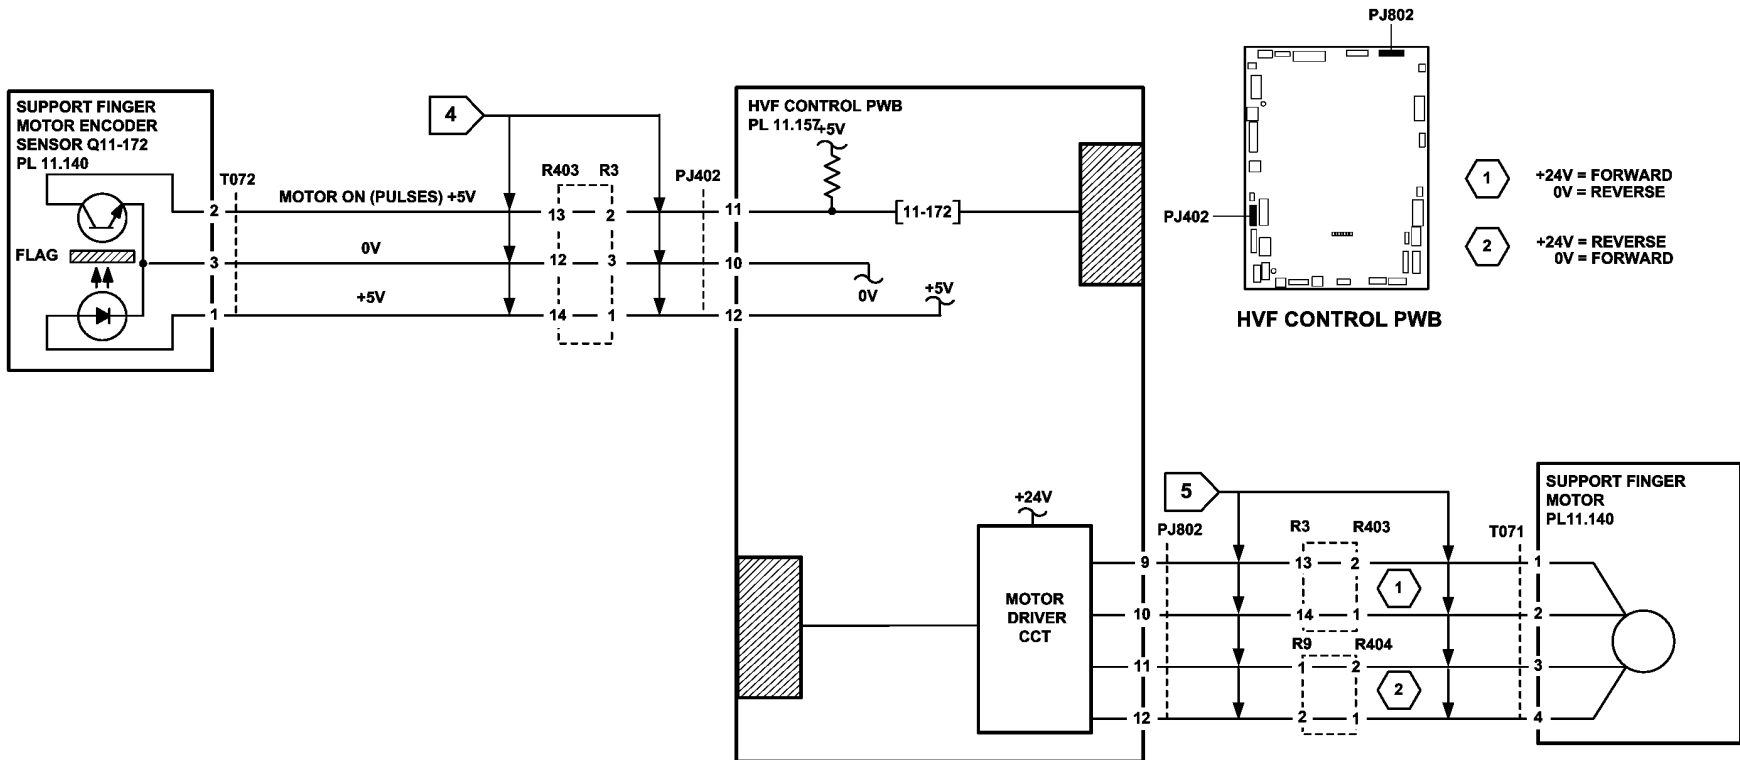 PJ802
SUPPORT FINGER
MOTOR ENCODER
SENSOR Q11-172
PL 11.140
FLAG
T072
2
3
1
MOTOR ON (PULSES) +5V
0V
+5V
4
R403 R3
13 2
12 3
14 1
PJ402
11
10
12
HVF CONTROL PWB
PL 11.157
+5V
[11-172]
0V
+5V
PJ402
HVF CONTROL PWB
1
+24V = FORWARD
0V = REVERSE
2
+24V = REVERSE
0V = FORWARD
+24V
MOTOR
DRIVER
CCT
9
10
11
12
PJ802
5
R3 R403
13 2
14 1
R9 R404
1 2
2 1
1
2
T071
1
2
3
4
SUPPORT FINGER
MOTOR
PL11.140